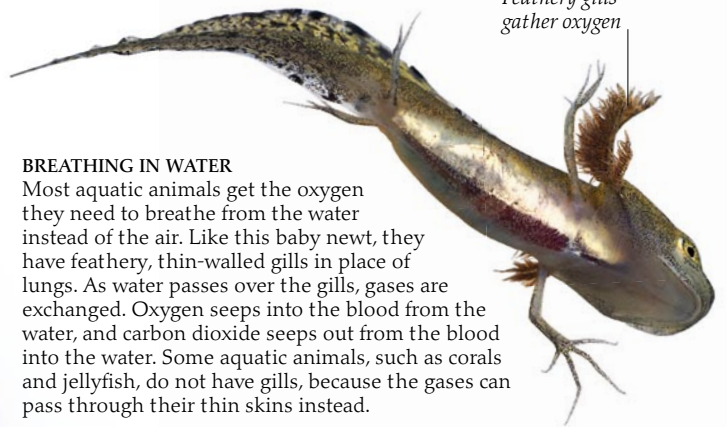 Feathery gills
gather oxygen
BREATHING IN WATER
Most aquatic animals get the oxygen
they need to breathe from the water
instead of the air. Like this baby newt, they
have feathery, thin-walled gills in place of
lungs. As water passes over the gills, gases are
exchanged. Oxygen seeps into the blood from the
water, and carbon dioxide seeps out from the blood
into the water. Some aquatic animals, such as corals
and jellyfish, do not have gills, because the gases can
pass through their thin skins instead.